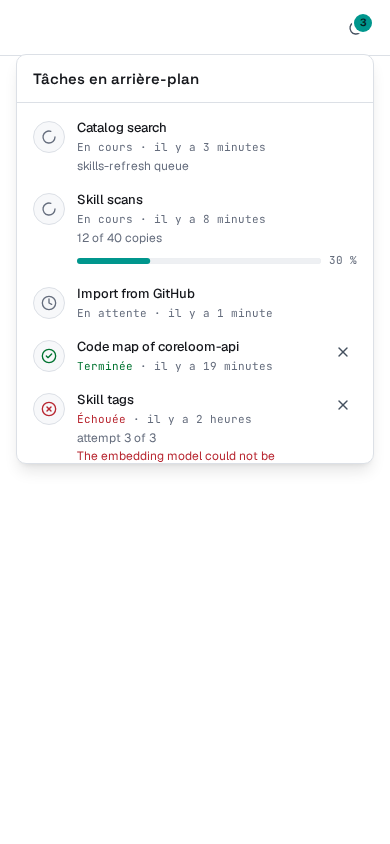 3
Tâches en arrière-plan
Catalog search
En cours · il y a 3 minutes
skills-refresh queue
Skill scans
En cours · il y a 8 minutes
12 of 40 copies
30 %
Import from GitHub
En attente · il y a 1 minute
Code map of coreloom-api
Terminée · il y a 19 minutes
Skill tags
Échouée · il y a 2 heures
attempt 3 of 3
The embedding model could not be